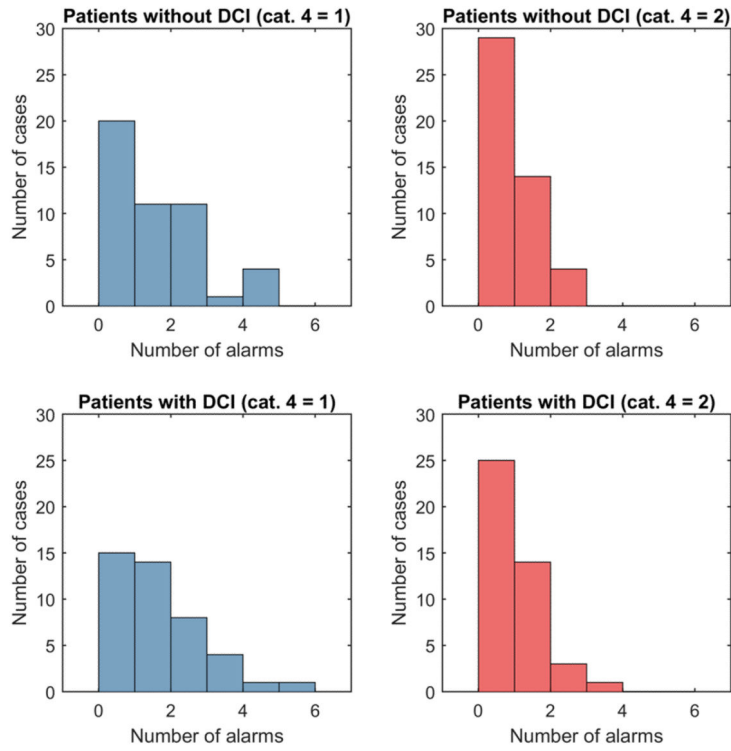 Patients without DCI (cat. 4 = 1)
30
25
20
15
10
5
0
Number of cases
0 2 4 6
Number of alarms
Patients without DCI (cat. 4 = 2)
30
25
20
15
10
5
0
Number of cases
0 2 4 6
Number of alarms
Patients with DCI (cat. 4 = 1)
30
25
20
15
10
5
0
Number of cases
0 2 4 6
Number of alarms
Patients with DCI (cat. 4 = 2)
30
25
20
15
10
5
0
Number of cases
0 2 4 6
Number of alarms